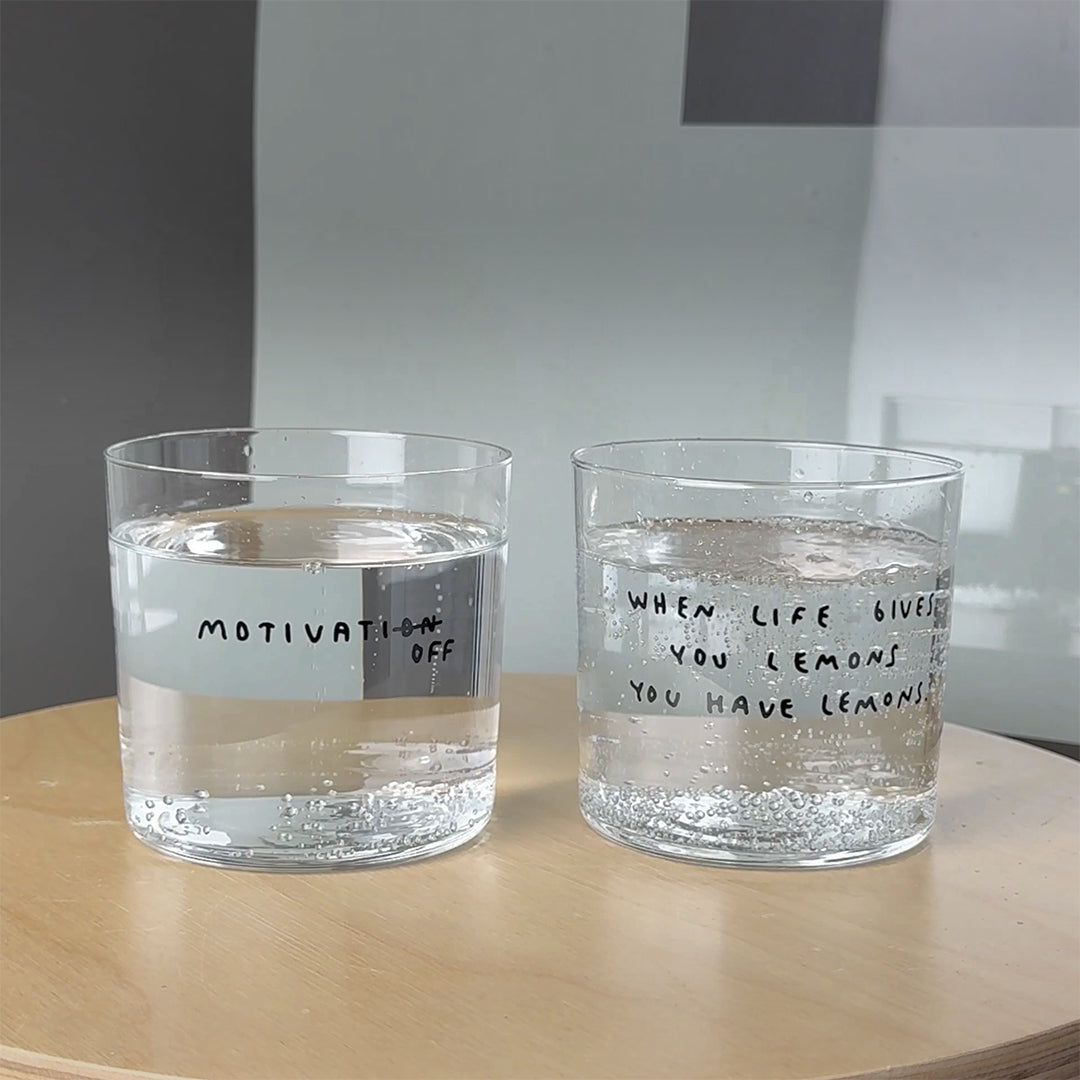 MOTIVATION
OFF
WHEN LIFE GIVES
YOU LEMONS
YOU HAVE LEMONS.